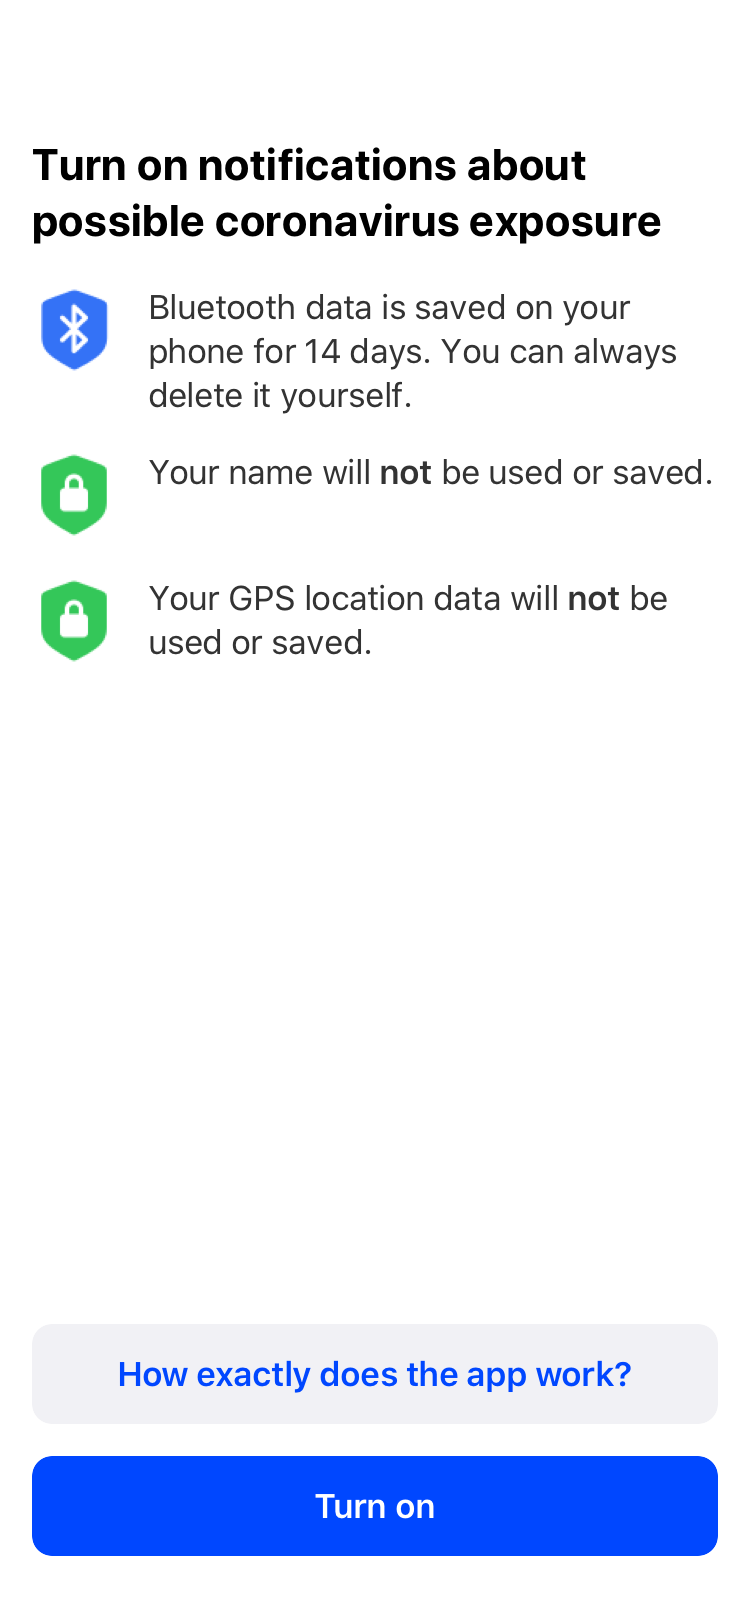 Turn on notifications about
possible coronavirus exposure
Bluetooth data is saved on your
phone for 14 days. You can always
delete it yourself.
Your name will not be used or saved.
Your GPS location data will not be
used or saved.
How exactly does the app work?
Turn on